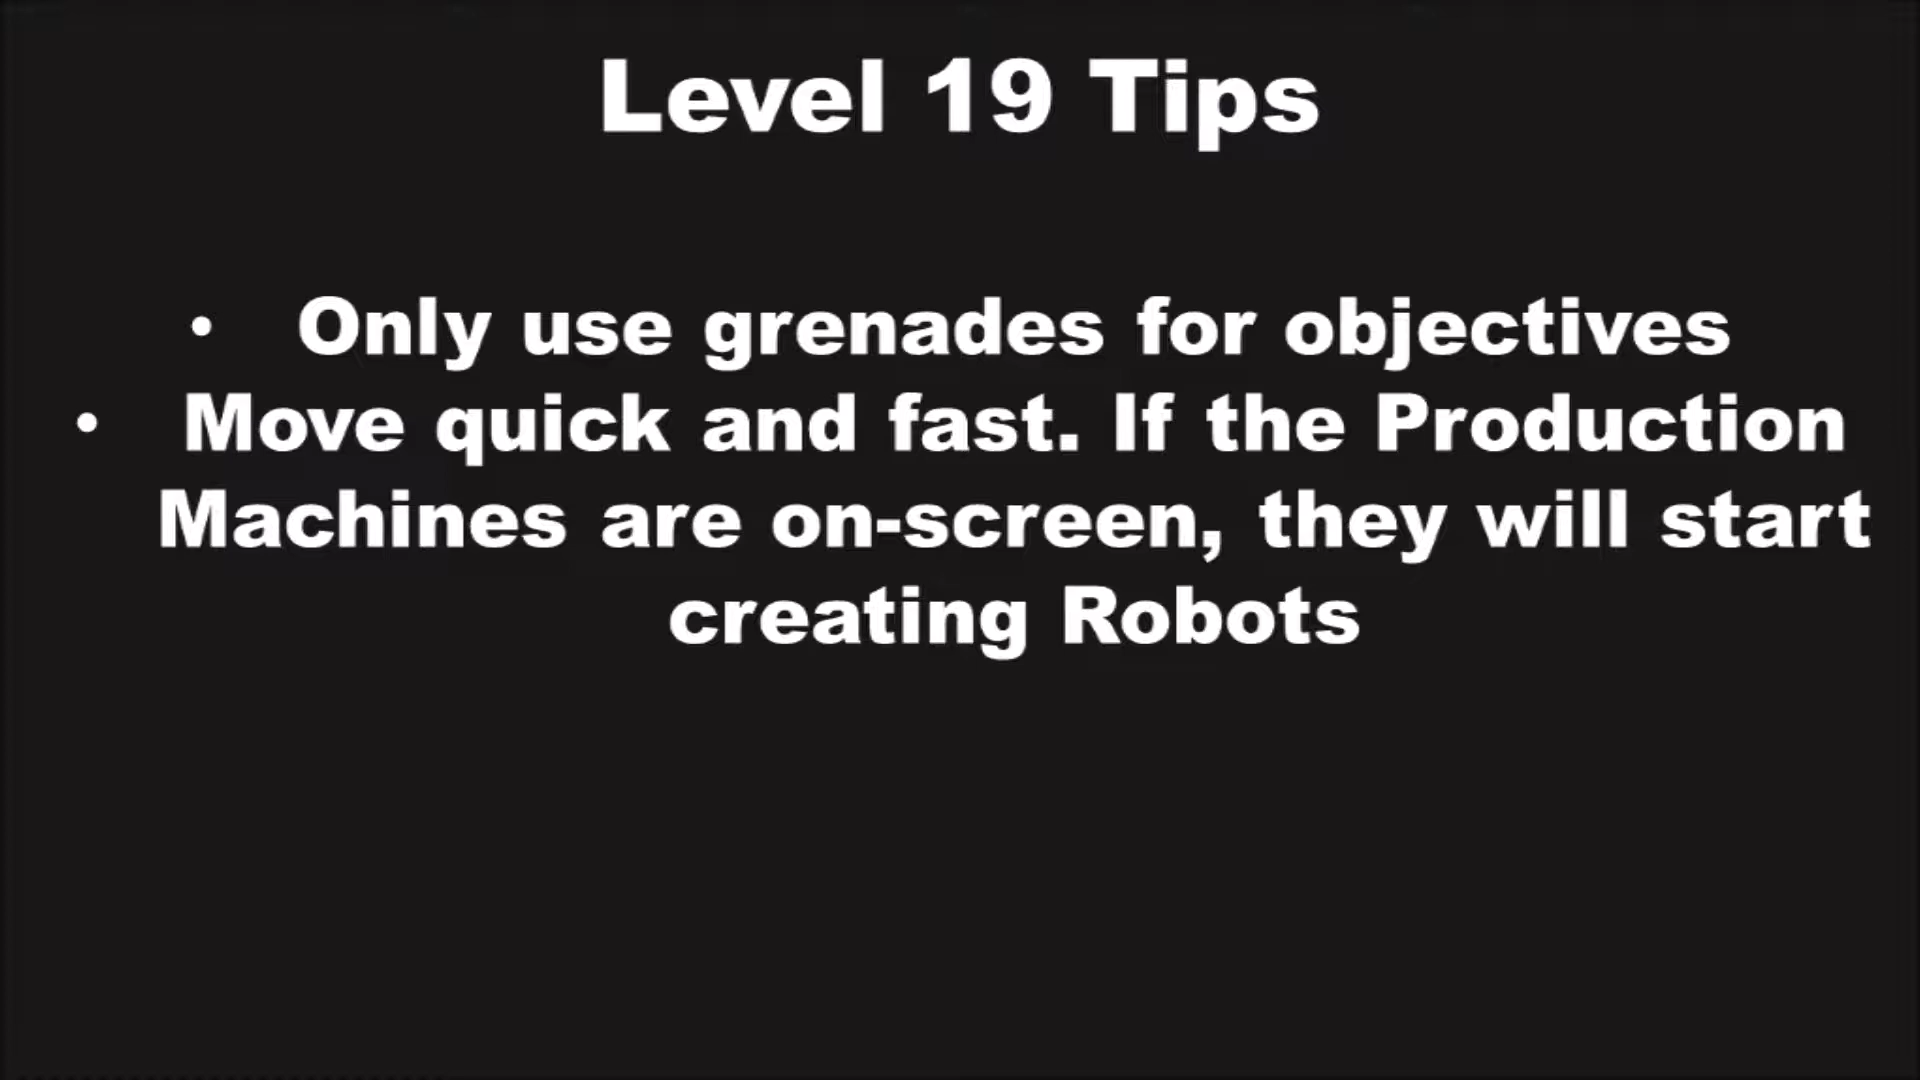 Level 19 Tips
• Only use grenades for objectives
• Move quick and fast. If the Production
Machines are on-screen, they will start
creating Robots